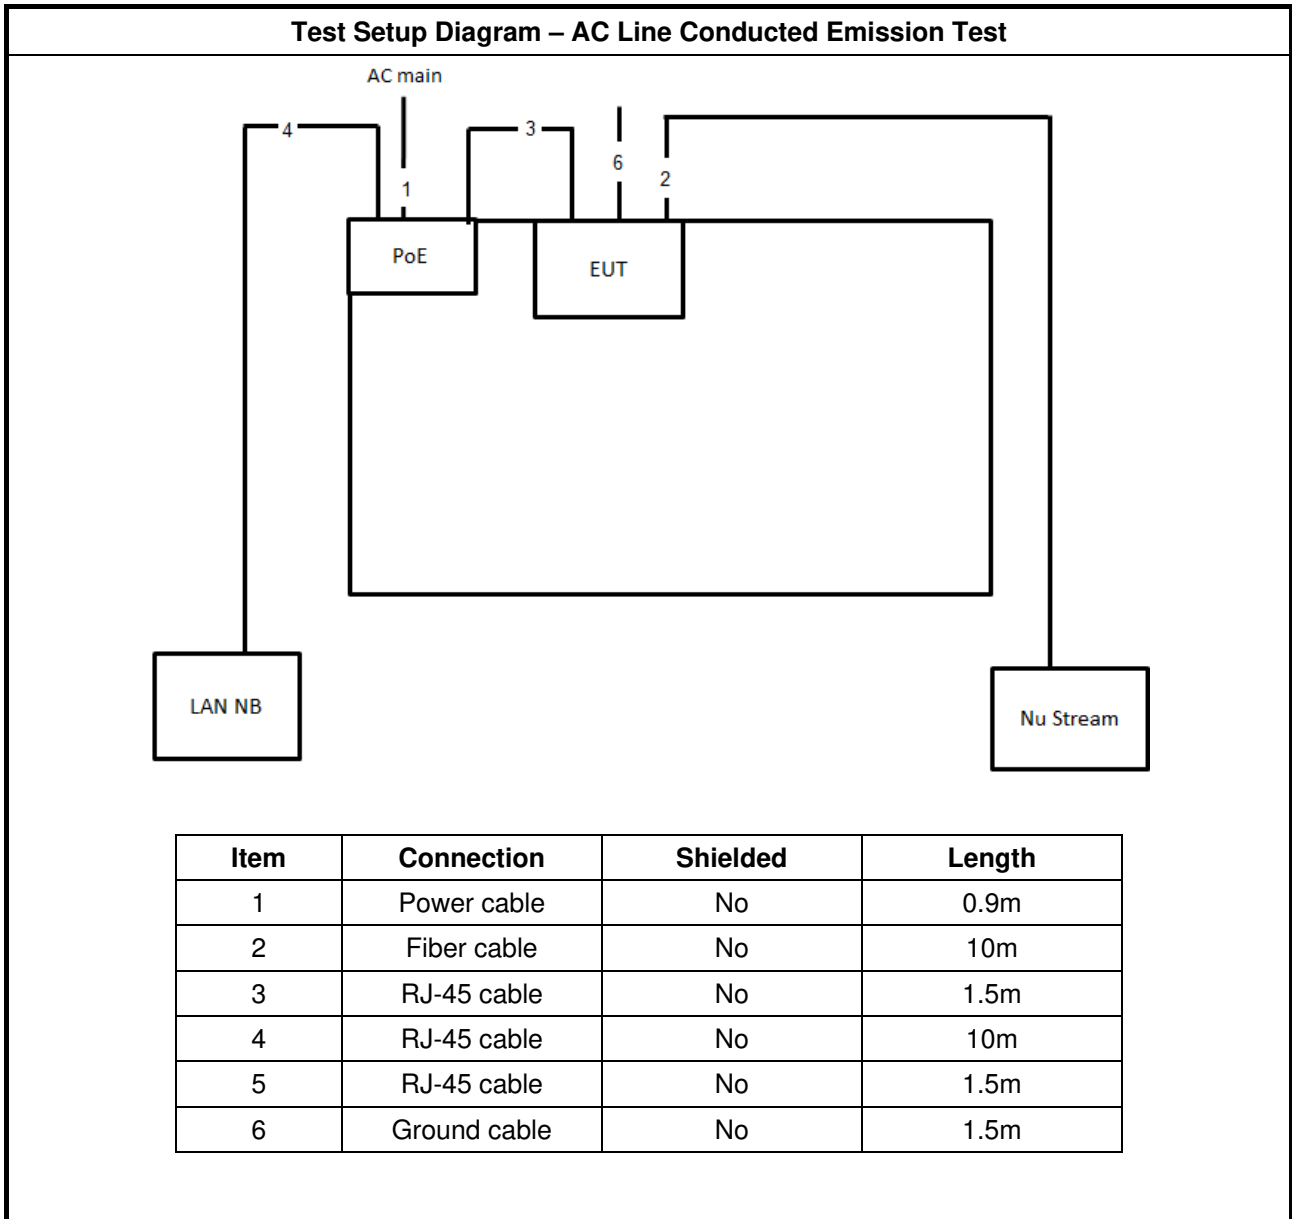 Test Setup Diagram – AC Line Conducted Emission Test
AC main
4
3
6
2
1
PoE
EUT
LAN NB
Nu Stream
Item Connection Shielded Length
1 Power cable No 0.9m
2 Fiber cable No 10m
3 RJ-45 cable No 1.5m
4 RJ-45 cable No 10m
5 RJ-45 cable No 1.5m
6 Ground cable No 1.5m